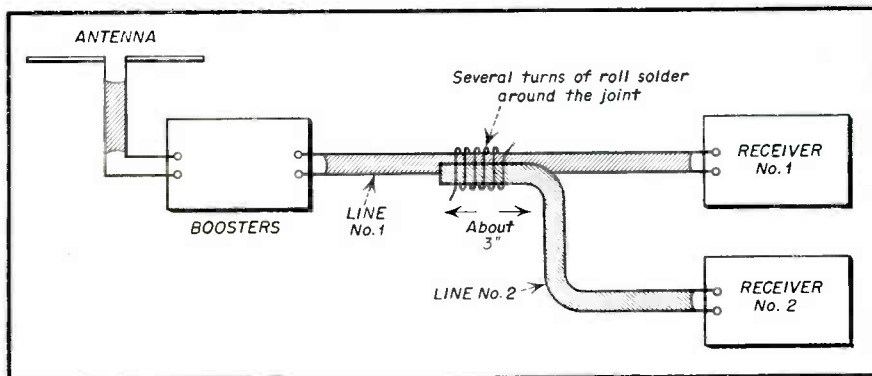 ANTENNA
Several turns of roll solder
around the joint
RECEIVER
No. 1
LINE
No. 1
BOOSTERS
About
3"
LINE No. 2
RECEIVER
No. 2